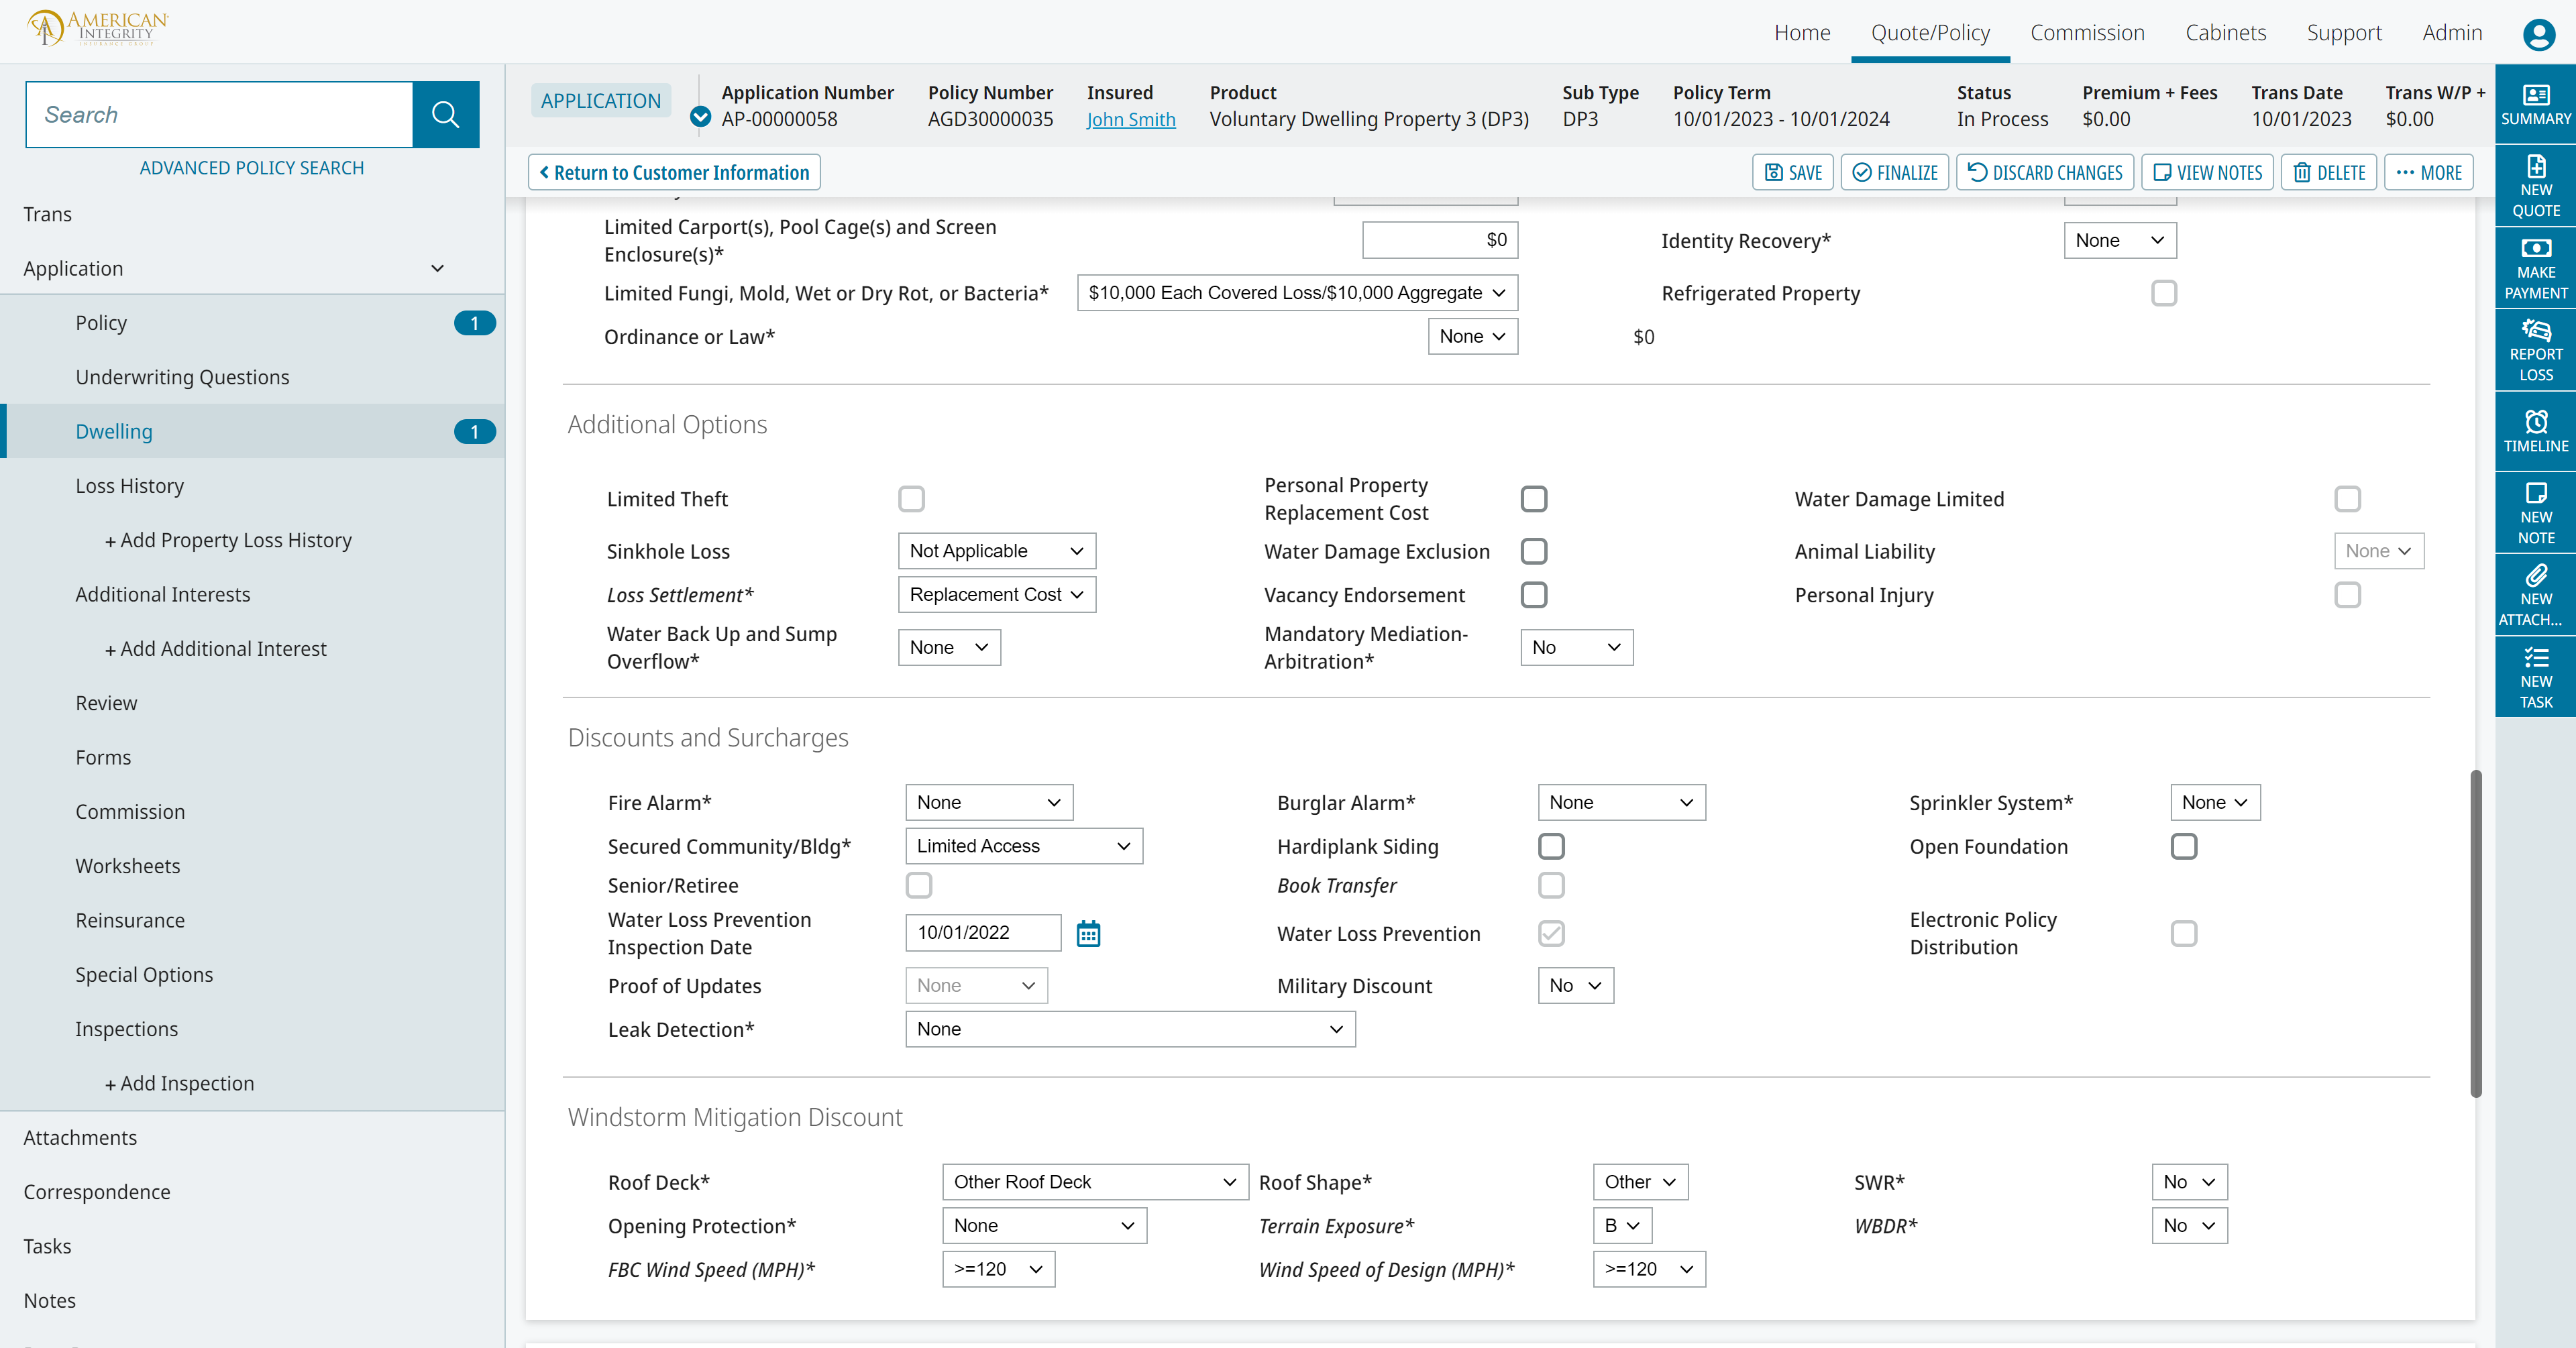 AMERICAN
INTEGRITY
INSURANCE GROUP
Home
Quote/Policy
Commission
Cabinets
Support
Admin
Search
ADVANCED POLICY SEARCH
Trans
Application
Policy 1
Underwriting Questions
Dwelling 1
Loss History
+ Add Property Loss History
Additional Interests
+ Add Additional Interest
Review
Forms
Commission
Worksheets
Reinsurance
Special Options
Inspections
+ Add Inspection
Attachments
Correspondence
Tasks
Notes
APPLICATION
Application Number
AP-00000058
Policy Number
AGD30000035
Insured
John Smith
Product
Voluntary Dwelling Property 3 (DP3)
Sub Type
DP3
Policy Term
10/01/2023 - 10/01/2024
Status
In Process
Premium + Fees
$0.00
Trans Date
10/01/2023
Trans W/P +
$0.00
Return to Customer Information
SAVE
FINALIZE
DISCARD CHANGES
VIEW NOTES
DELETE
MORE
Limited Carport(s), Pool Cage(s) and Screen
Enclosure(s)*
$0
Identity Recovery*
None
Limited Fungi, Mold, Wet or Dry Rot, or Bacteria*
$10,000 Each Covered Loss/$10,000 Aggregate
Refrigerated Property
Ordinance or Law*
None
$0
Additional Options
Limited Theft
Personal Property
Replacement Cost
Water Damage Limited
Sinkhole Loss
Not Applicable
Water Damage Exclusion
Animal Liability
None
Loss Settlement*
Replacement Cost
Vacancy Endorsement
Personal Injury
Water Back Up and Sump
Overflow*
None
Mandatory Mediation-
Arbitration*
No
Discounts and Surcharges
Fire Alarm*
None
Burglar Alarm*
None
Sprinkler System*
None
Secured Community/Bldg*
Limited Access
Hardiplank Siding
Open Foundation
Senior/Retiree
Book Transfer
Water Loss Prevention
Inspection Date
10/01/2022
Water Loss Prevention
Electronic Policy
Distribution
Proof of Updates
None
Military Discount
No
Leak Detection*
None
Windstorm Mitigation Discount
Roof Deck*
Other Roof Deck
Roof Shape*
Other
SWR*
No
Opening Protection*
None
Terrain Exposure*
B
WBDR*
No
FBC Wind Speed (MPH)*
>=120
Wind Speed of Design (MPH)*
>=120
SUMMARY
NEW
QUOTE
MAKE
PAYMENT
REPORT
LOSS
TIMELINE
NEW
NOTE
NEW
ATTACH...
NEW
TASK